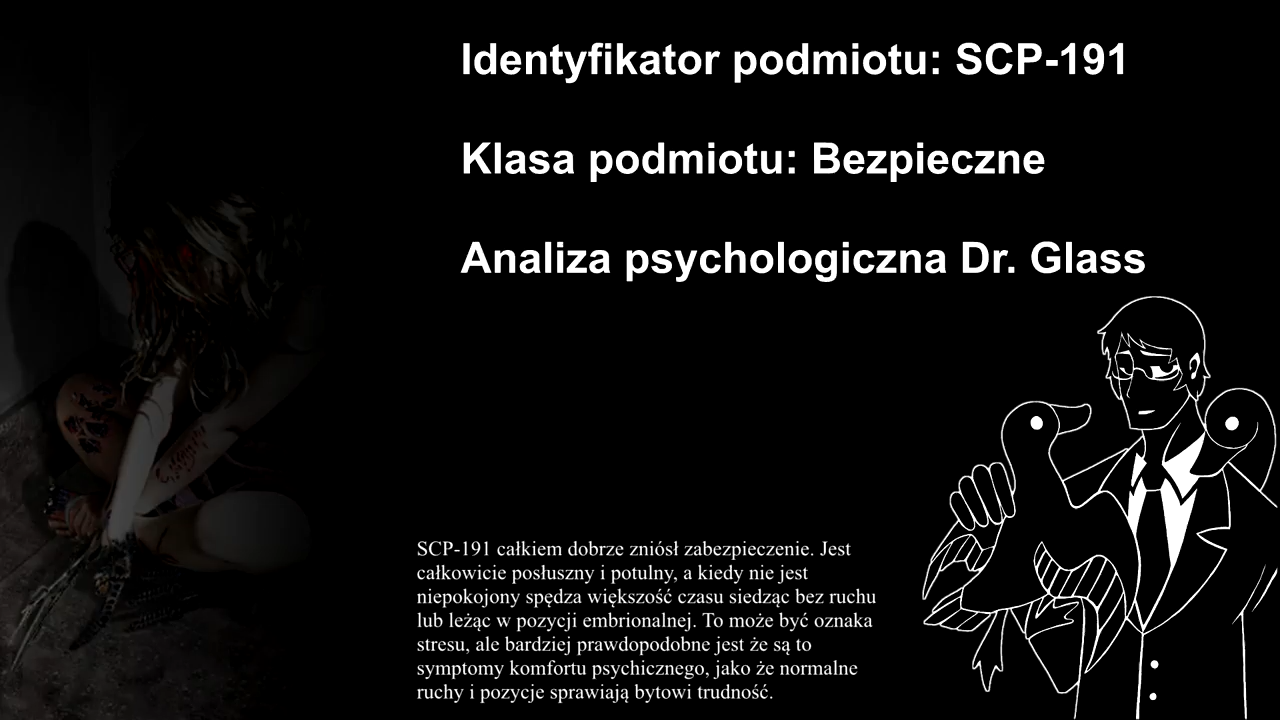 Identyfikator podmiotu: SCP-191
Klasa podmiotu: Bezpieczne
Analiza psychologiczna Dr. Glass
SCP-191 całkiem dobrze zniósł zabezpieczenie. Jest
całkowicie posłuszny i potulny, a kiedy nie jest
niepokojony spędza większość czasu siedząc bez ruchu
lub leżąc w pozycji embrionalnej. To może być oznaka
stresu, ale bardziej prawdopodobne jest że są to
symptomy komfortu psychicznego, jako że normalne
ruchy i pozycje sprawiają bytowi trudność.